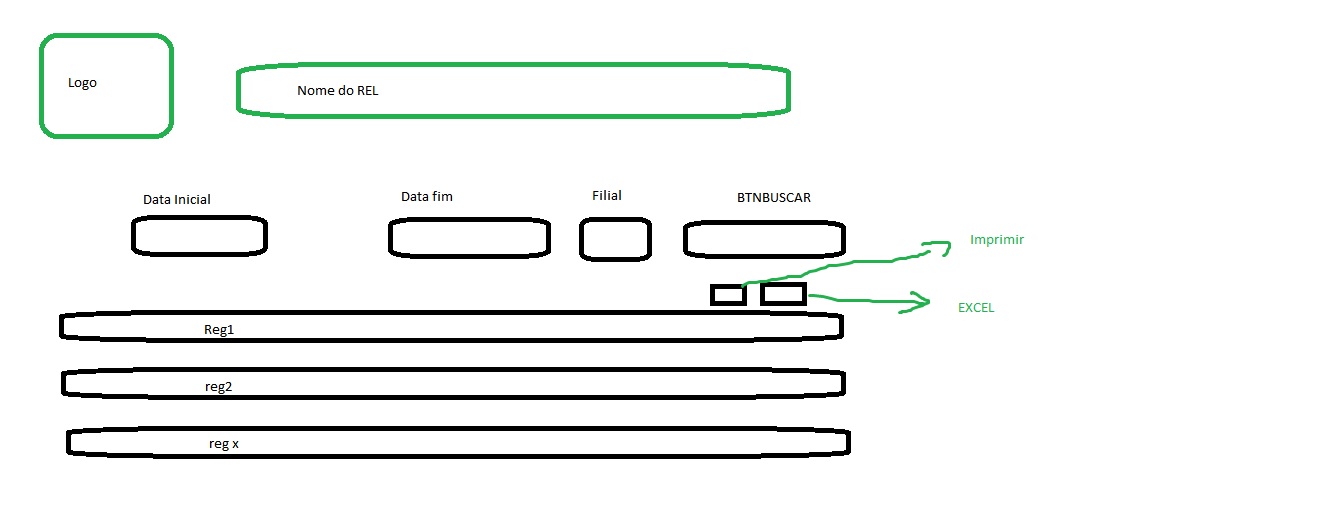 Logo
Nome do REL
Data Inicial
Data fim
Filial
BTNBUSCAR
Imprimir
EXCEL
Reg1
reg2
reg x